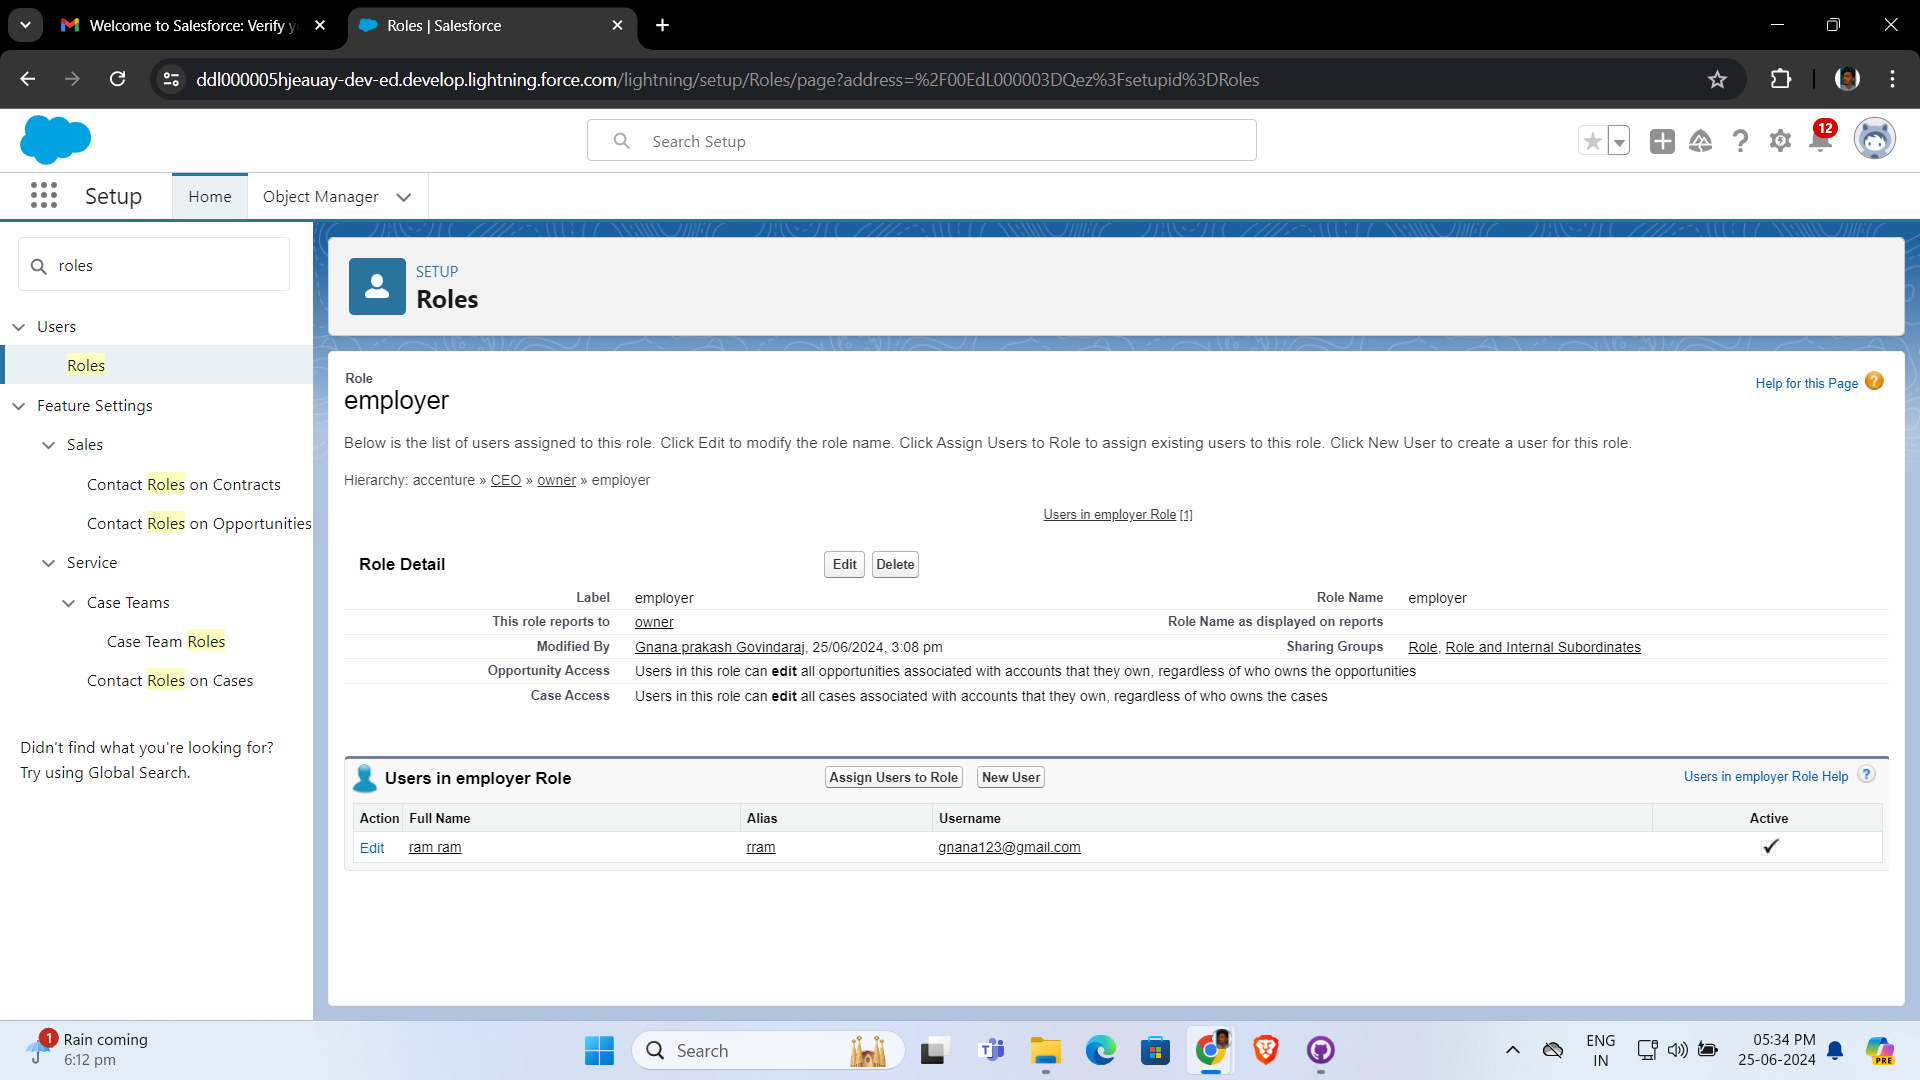 Welcome to Salesforce: Verify y
Roles | Salesforce
ddl000005hjeauay-dev-ed.develop.lightning.force.com/lightning/setup/Roles/page?address=%2F00EdL000003DQez%3Fsetupid%3DRoles
Search Setup
12
Setup
Home
Object Manager
roles
Users
Roles
Feature Settings
Sales
Contact Roles on Contracts
Contact Roles on Opportunities
Service
Case Teams
Case Team Roles
Contact Roles on Cases
Didn't find what you're looking for?
Try using Global Search.
SETUP
Roles
Role
employer
Help for this Page ?
Below is the list of users assigned to this role. Click Edit to modify the role name. Click Assign Users to Role to assign existing users to this role. Click New User to create a user for this role.
Hierarchy: accenture » CEO » owner » employer
Users in employer Role [1]
Role Detail Edit Delete
Label employer Role Name employer
This role reports to owner Role Name as displayed on reports
Modified By Gnana prakash Govindaraj, 25/06/2024, 3:08 pm Sharing Groups Role, Role and Internal Subordinates
Opportunity Access Users in this role can edit all opportunities associated with accounts that they own, regardless of who owns the opportunities
Case Access Users in this role can edit all cases associated with accounts that they own, regardless of who owns the cases
Users in employer Role Assign Users to Role New User Users in employer Role Help ?
Action Full Name Alias Username Active
Edit ram ram rram gnana123@gmail.com
1
Rain coming
6:12 pm
Search
ENG
IN
05:34 PM
25-06-2024
PRE